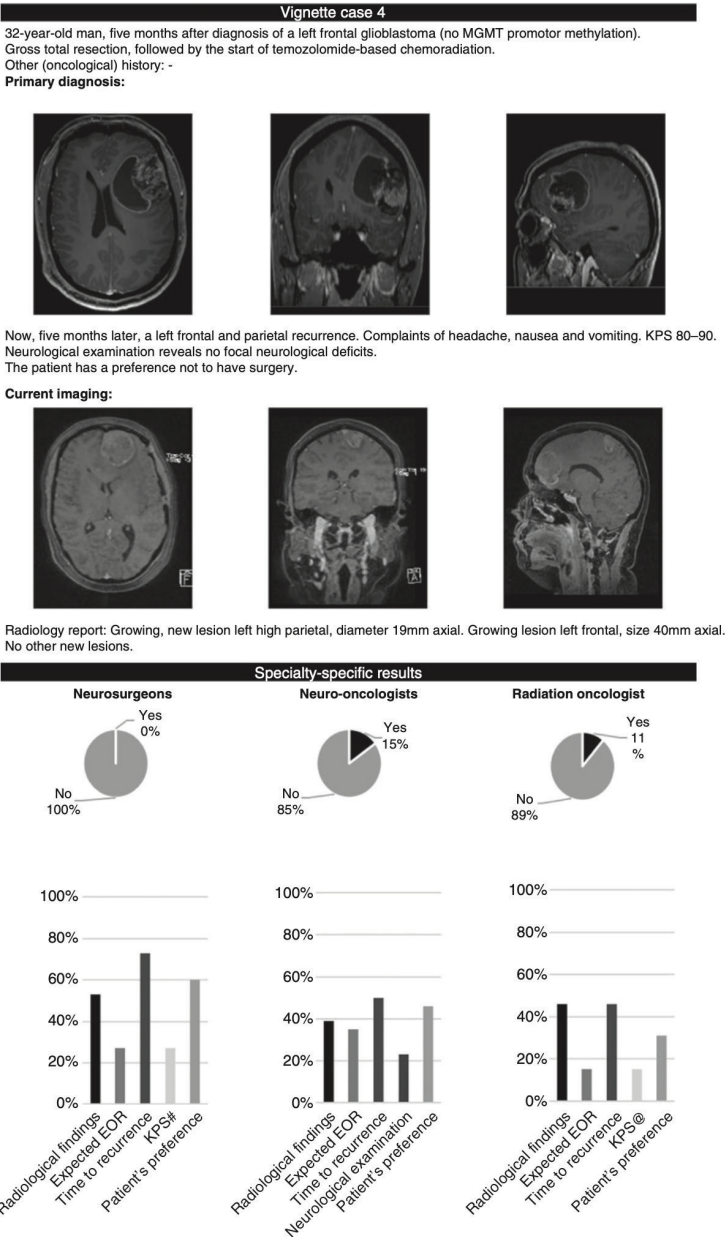 Vignette case 4
32-year-old man, five months after diagnosis of a left frontal glioblastoma (no MGMT promotor methylation).
Gross total resection, followed by the start of temozolomide-based chemoradiation.
Other (oncological) history: -
Primary diagnosis:
Now, five months later, a left frontal and parietal recurrence. Complaints of headache, nausea and vomiting. KPS 80–90.
Neurological examination reveals no focal neurological deficits.
The patient has a preference not to have surgery.
Current imaging:
F
A
Radiology report: Growing, new lesion left high parietal, diameter 19mm axial. Growing lesion left frontal, size 40mm axial.
No other new lesions.
Specialty-specific results
Neurosurgeons
Yes
0%
No
100%
100%
80%
60%
40%
20%
0%
Radiological findings
Expected EOR
Time to recurrence
KPS#
Patient's preference
Neuro-oncologists
Yes
15%
No
85%
100%
80%
60%
40%
20%
0%
Radiological findings
Expected EOR
Time to recurrence
Neurological examination
Patient's preference
Radiation oncologist
Yes
11
%
No
89%
100%
80%
60%
40%
20%
0%
Radiological findings
Expected EOR
Time to recurrence
KPS@
Patient's preference